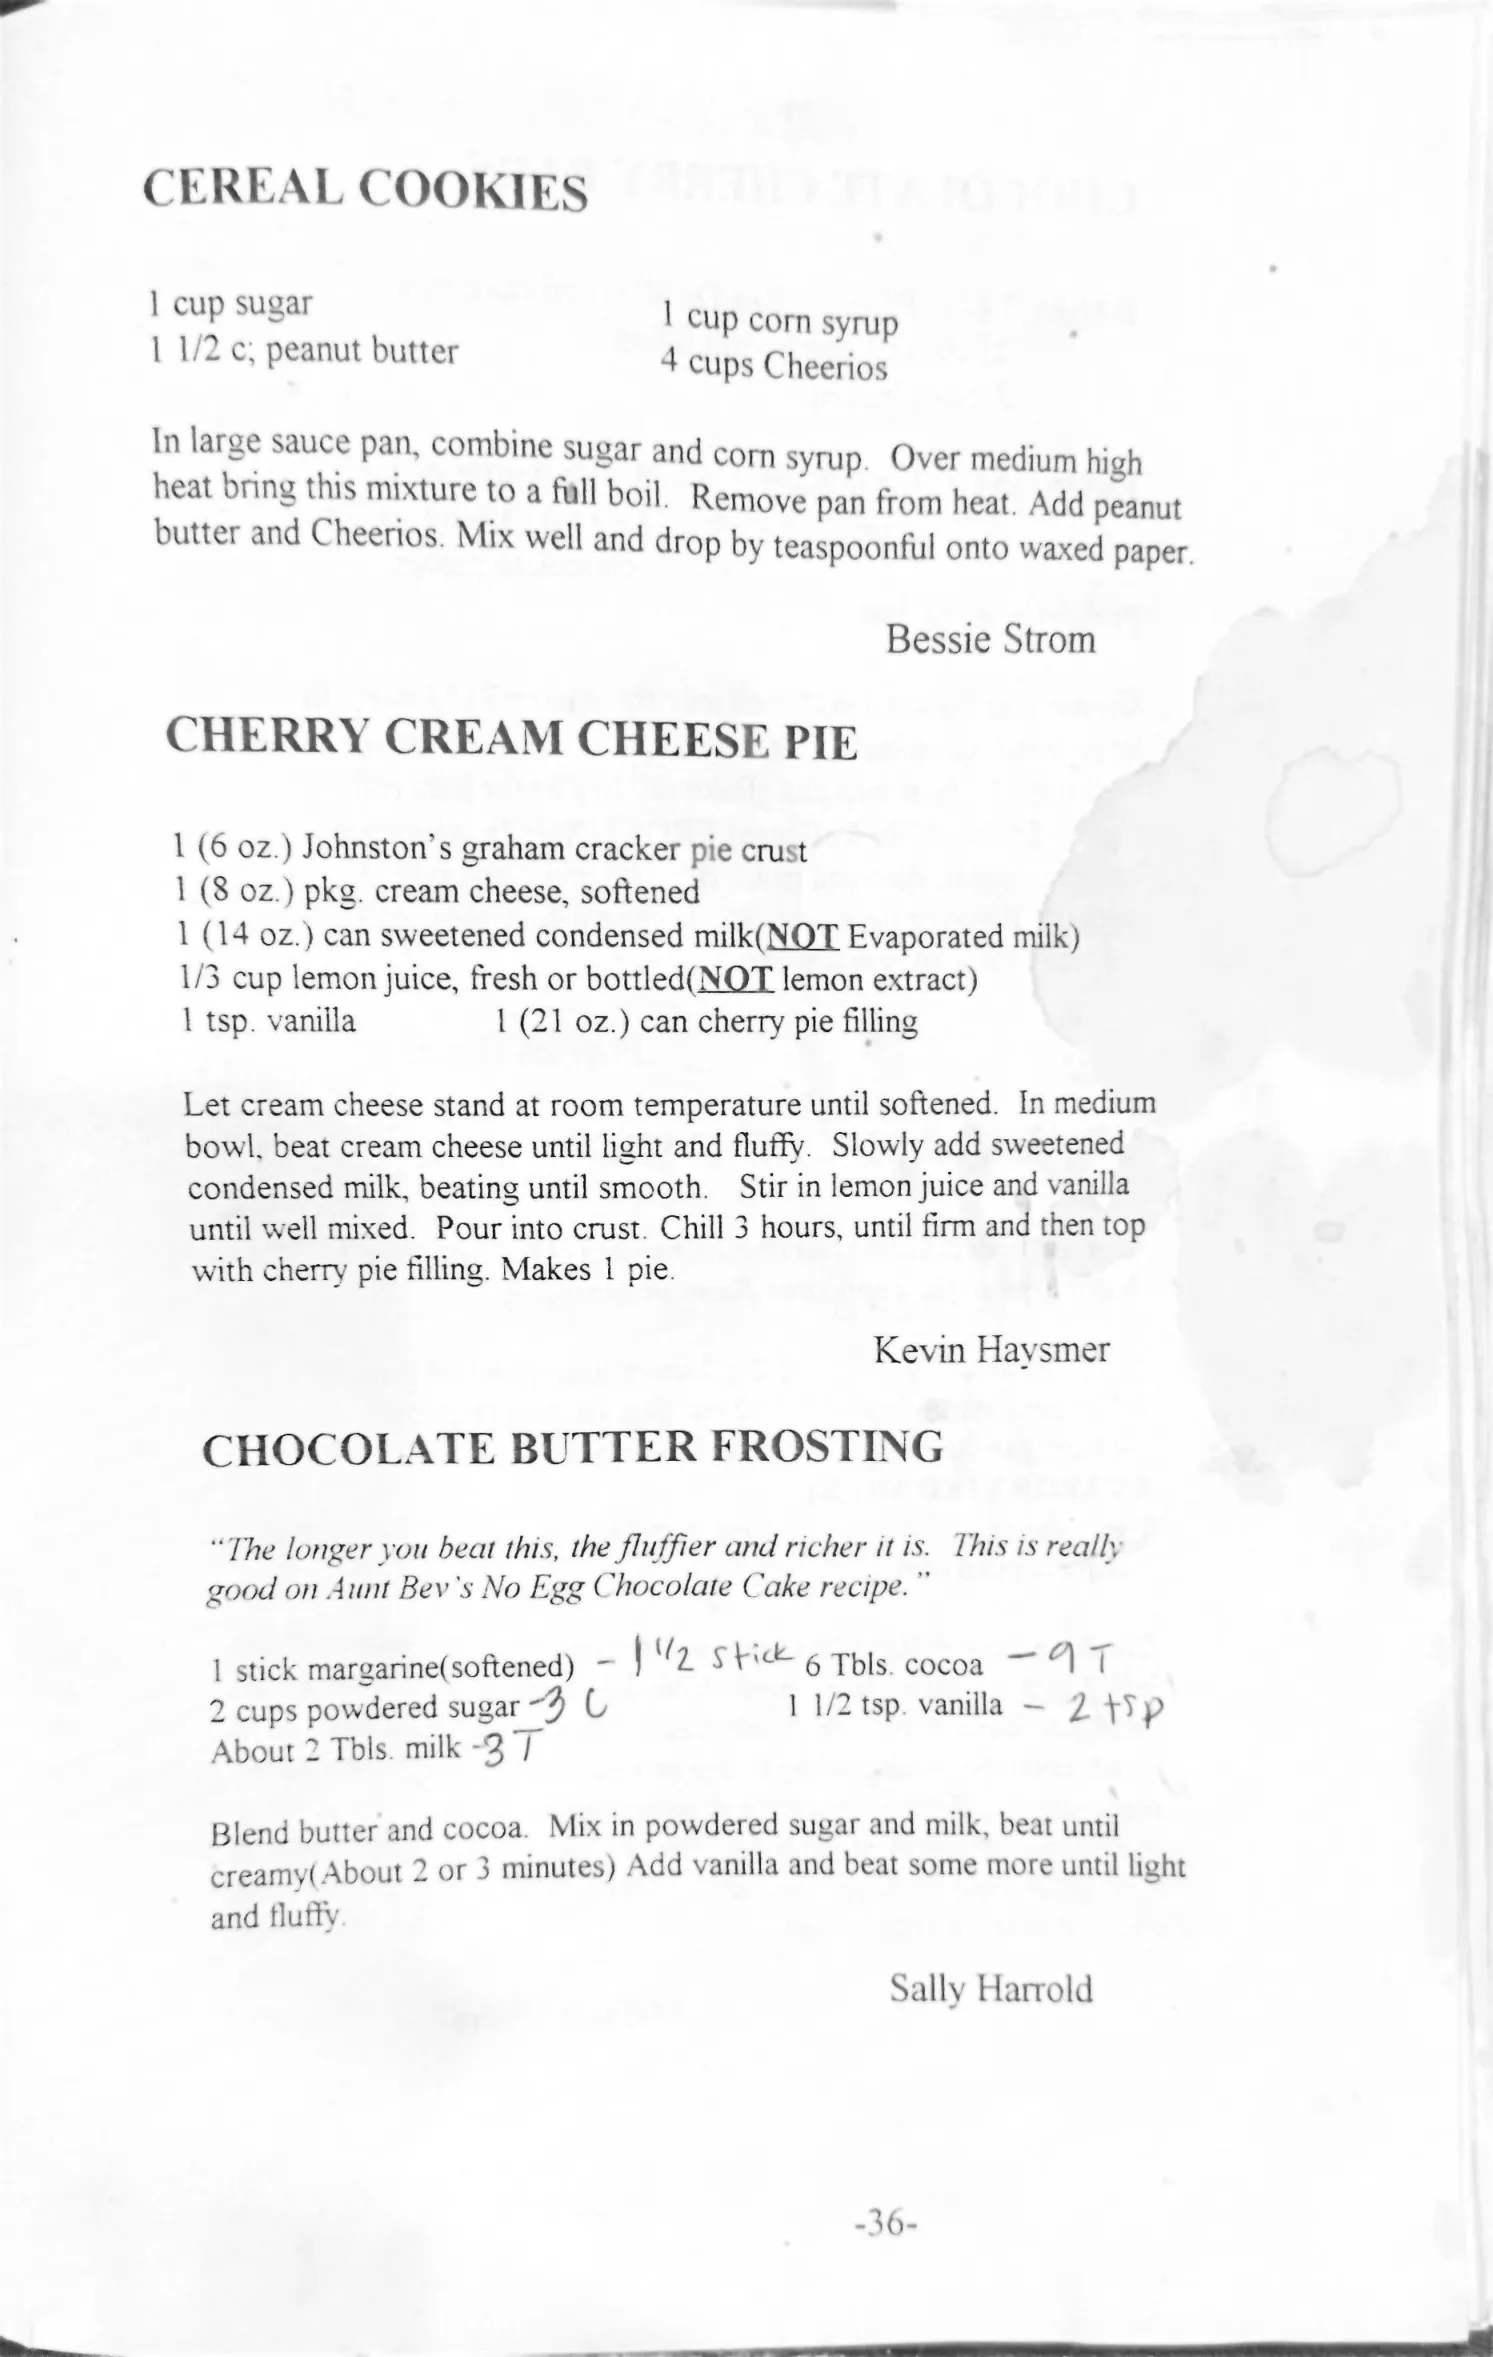 CEREAL COOKIES
1 cup sugar 1 cup corn syrup
1 1/2 c; peanut butter 4 cups Cheerios
In large sauce pan, combine sugar and corn syrup. Over medium high
heat bring this mixture to a full boil. Remove pan from heat. Add peanut
butter and Cheerios. Mix well and drop by teaspoonful onto waxed paper.
Bessie Strom
CHERRY CREAM CHEESE PIE
1 (6 oz.) Johnston's graham cracker pie crust
1 (8 oz.) pkg. cream cheese, softened
1 (14 oz.) can sweetened condensed milk(NOT Evaporated milk)
1/3 cup lemon juice, fresh or bottled(NOT lemon extract)
1 tsp. vanilla 1 (21 oz.) can cherry pie filling
Let cream cheese stand at room temperature until softened. In medium
bowl, beat cream cheese until light and fluffy. Slowly add sweetened
condensed milk, beating until smooth. Stir in lemon juice and vanilla
until well mixed. Pour into crust. Chill 3 hours, until firm and then top
with cherry pie filling. Makes 1 pie.
Kevin Haysmer
CHOCOLATE BUTTER FROSTING
"The longer you beat this, the fluffier and richer it is. This is really
good on Aunt Bev's No Egg Chocolate Cake recipe."
1 stick margarine(softened) - 1 1/2 stick 6 Tbls. cocoa - 9 T
2 cups powdered sugar - 3 C 1 1/2 tsp. vanilla - 2 tsp
About 2 Tbls. milk - 3 T
Blend butter and cocoa. Mix in powdered sugar and milk, beat until
creamy(About 2 or 3 minutes) Add vanilla and beat some more until light
and fluffy.
Sally Harrold
-36-